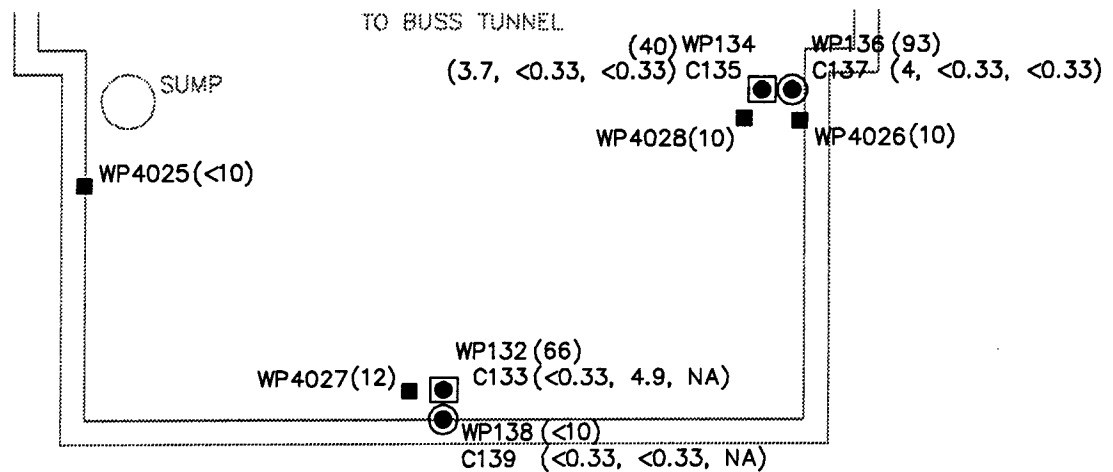 TO BUSS TUNNEL
(40) WP134
WP136 (93)
(3.7, <0.33, <0.33) C135
C137 (4, <0.33, <0.33)
SUMP
WP4028(10)
WP4026(10)
WP4025(<10)
WP132(66)
WP4027(12)
C133(<0.33, 4.9, NA)
WP138(<10)
C139 (<0.33, <0.33, NA)